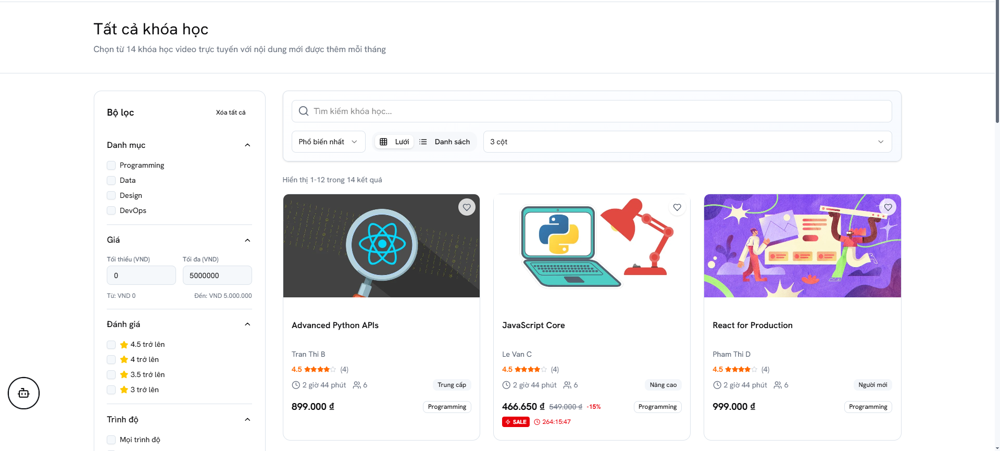 Tất cả khóa học
Chọn từ 14 khóa học video trực tuyến với nội dung mới được thêm mỗi tháng
Bộ lọc
Xóa tất cả
Danh mục
Programming
Data
Design
DevOps
Giá
Tối thiểu (VND) Tối đa (VND)
0 5000000
Từ: VND 0 Đến: VND 5.000.000
Đánh giá
4.5 trở lên
4 trở lên
3.5 trở lên
3 trở lên
Trình độ
Mọi trình độ
Tìm kiếm khóa học...
Phổ biến nhất Lưới Danh sách 3 cột
Hiển thị 1-12 trong 14 kết quả
Advanced Python APIs
Tran Thi B
4.5 (4)
2 giờ 44 phút 6 Trung cấp
899.000 ₫ Programming
JavaScript Core
Le Van C
4.5 (4)
2 giờ 44 phút 6 Nâng cao
466.650 ₫ 549.000 ₫ -15% Programming
SALE 264:15:47
React for Production
Pham Thi D
4.5 (4)
2 giờ 44 phút 6 Người mới
999.000 ₫ Programming